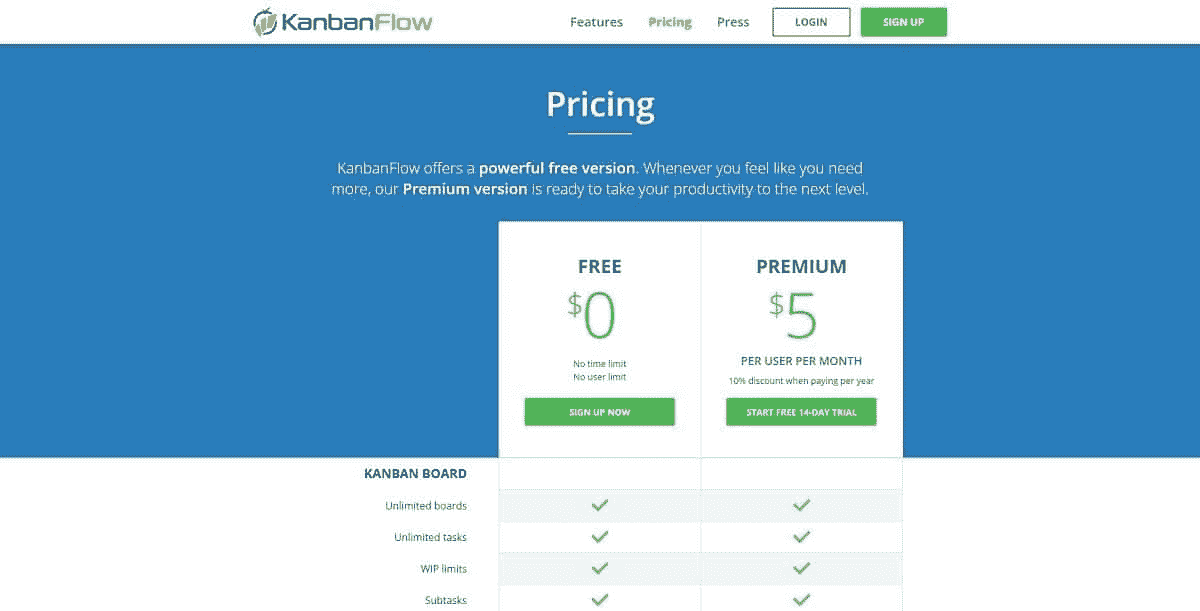 KanbanFlow
Features
Pricing
Press
LOGIN
SIGN UP
Pricing
KanbanFlow offers a powerful free version. Whenever you feel like you need
more, our Premium version is ready to take your productivity to the next level.
FREE
$0
No time limit
No user limit
SIGN UP NOW
PREMIUM
$5
PER USER PER MONTH
10% discount when paying per year
START FREE 14-DAY TRIAL
KANBAN BOARD
Unlimited boards
Unlimited tasks
WIP limits
Subtasks